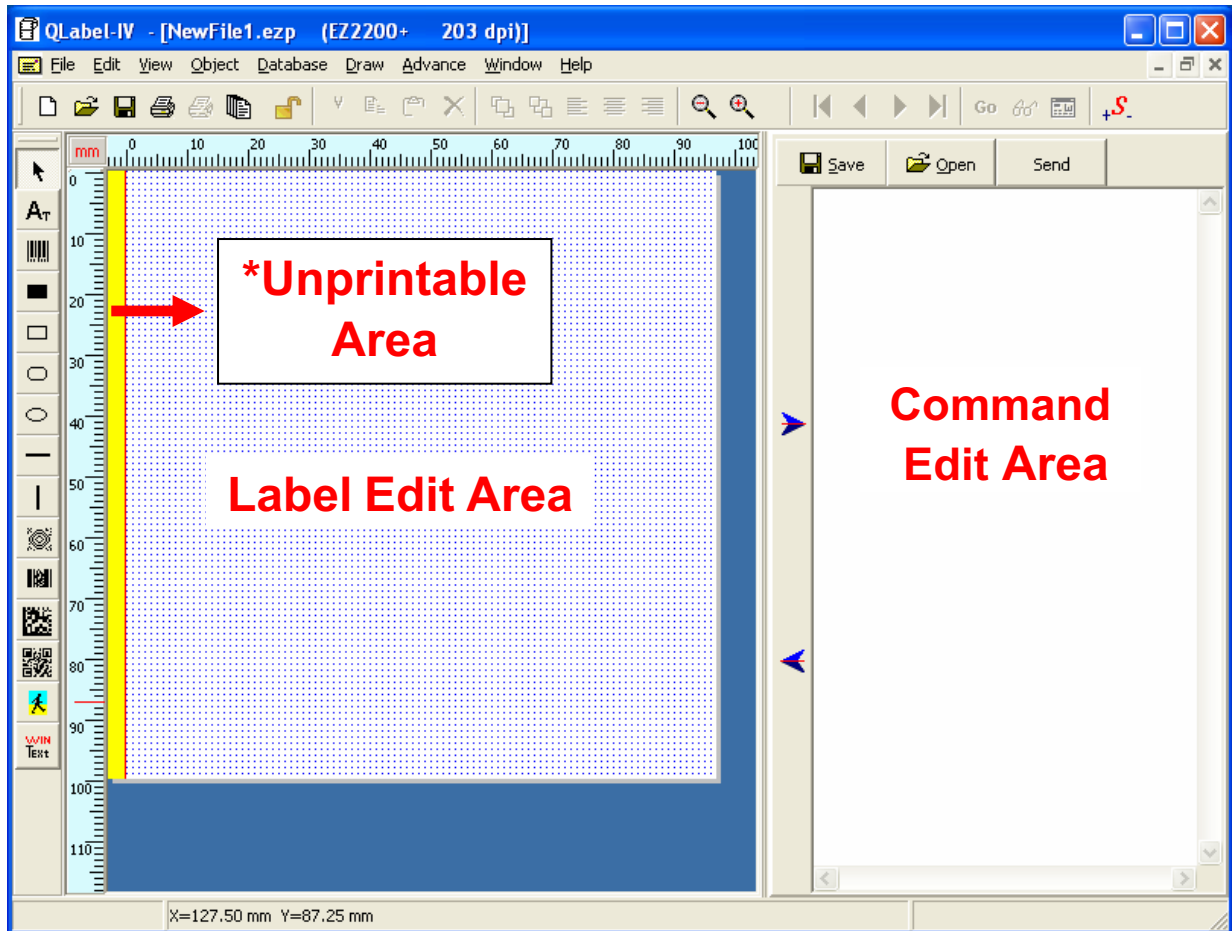 QLabel-IV - [NewFile1.ezp (EZ2200+ 203 dpi)]
File Edit View Object Database Draw Advance Window Help
Go +S-
mm 0 10 20 30 40 50 60 70 80 90 100
Save Open Send
0
AT
10
20
30
40
50
60
70
80
90
WIN
TEXt
100
110
*Unprintable
Area
Label Edit Area
Command
Edit Area
X=127.50 mm Y=87.25 mm